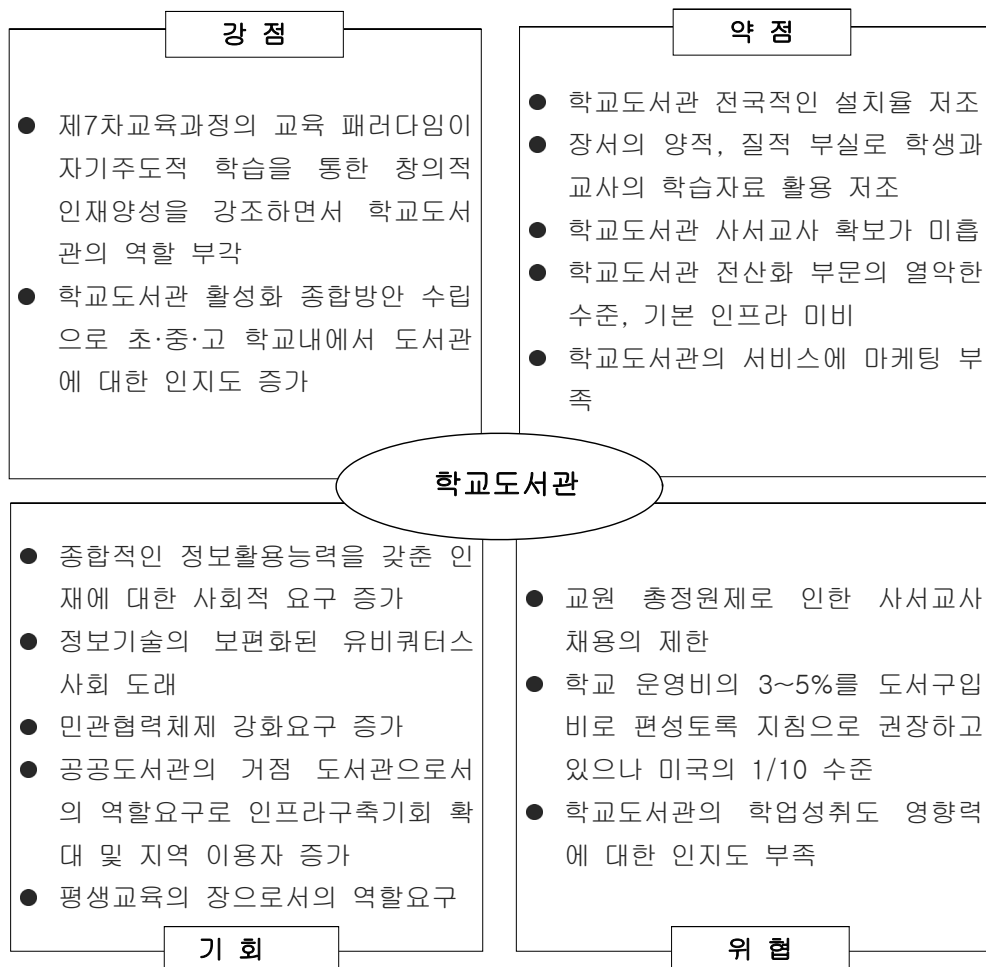 강 점
● 제7차교육과정의 교육 패러다임이
자기주도적 학습을 통한 창의적
인재양성을 강조하면서 학교도서
관의 역할 부각
● 학교도서관 활성화 종합방안 수립
으로 초·중·고 학교내에서 도서관
에 대한 인지도 증가
약 점
● 학교도서관 전국적인 설치율 저조
● 장서의 양적, 질적 부실로 학생과
교사의 학습자료 활용 저조
● 학교도서관 사서교사 확보가 미흡
● 학교도서관 전산화 부문의 열악한
수준, 기본 인프라 미비
● 학교도서관의 서비스에 마케팅 부
족
학교도서관
● 종합적인 정보활용능력을 갖춘 인
재에 대한 사회적 요구 증가
● 정보기술의 보편화된 유비쿼터스
사회 도래
● 민관협력체제 강화요구 증가
● 공공도서관의 거점 도서관으로서
의 역할요구로 인프라구축기회 확
대 및 지역 이용자 증가
● 평생교육의 장으로서의 역할요구
기 회
● 교원 총정원제로 인한 사서교사
채용의 제한
● 학교 운영비의 3~5%를 도서구입
비로 편성토록 지침으로 권장하고
있으나 미국의 1/10 수준
● 학교도서관의 학업성취도 영향력
에 대한 인지도 부족
위 협